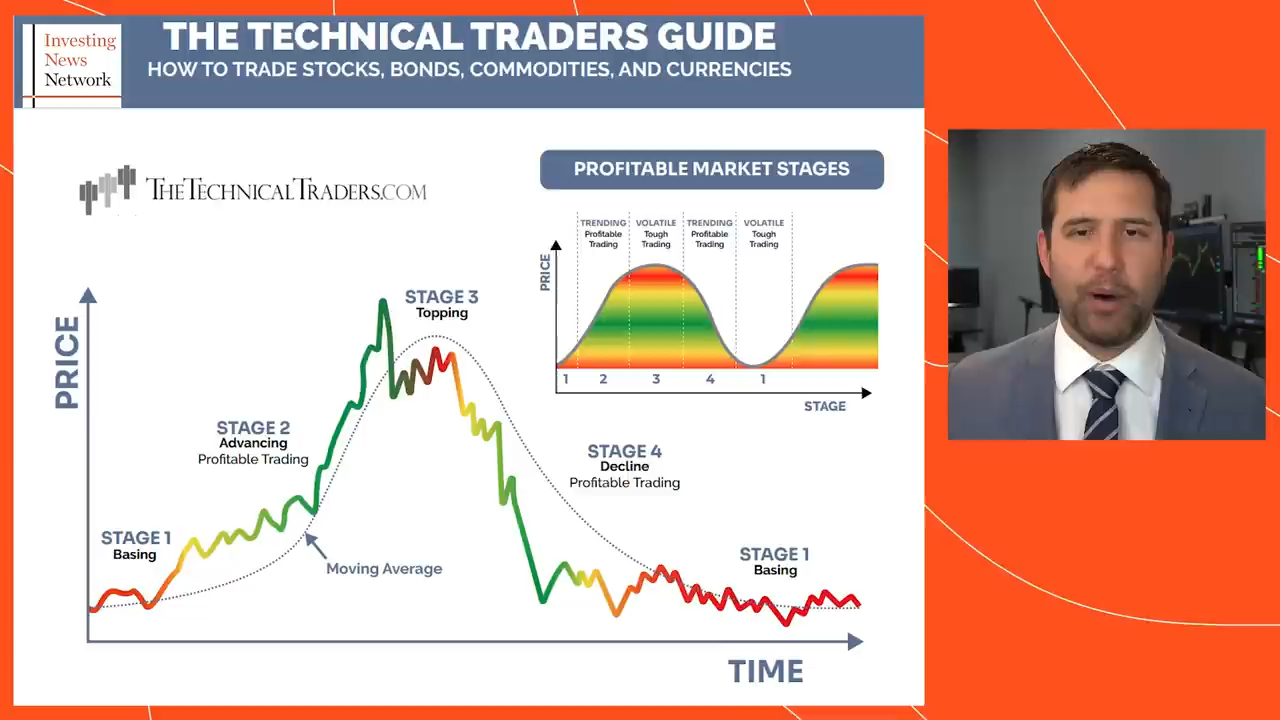 Investing
News
Network
THE TECHNICAL TRADERS GUIDE
HOW TO TRADE STOCKS, BONDS, COMMODITIES, AND CURRENCIES
THETECHNICALTRADERS.COM
PROFITABLE MARKET STAGES
TRENDING
Profitable
Trading
VOLATILE
Tough
Trading
TRENDING
Profitable
Trading
VOLATILE
Tough
Trading
PRICE
1 2 3 4 1
STAGE
PRICE
STAGE 3
Topping
STAGE 2
Advancing
Profitable Trading
STAGE 4
Decline
Profitable Trading
STAGE 1
Basing
Moving Average
STAGE 1
Basing
TIME